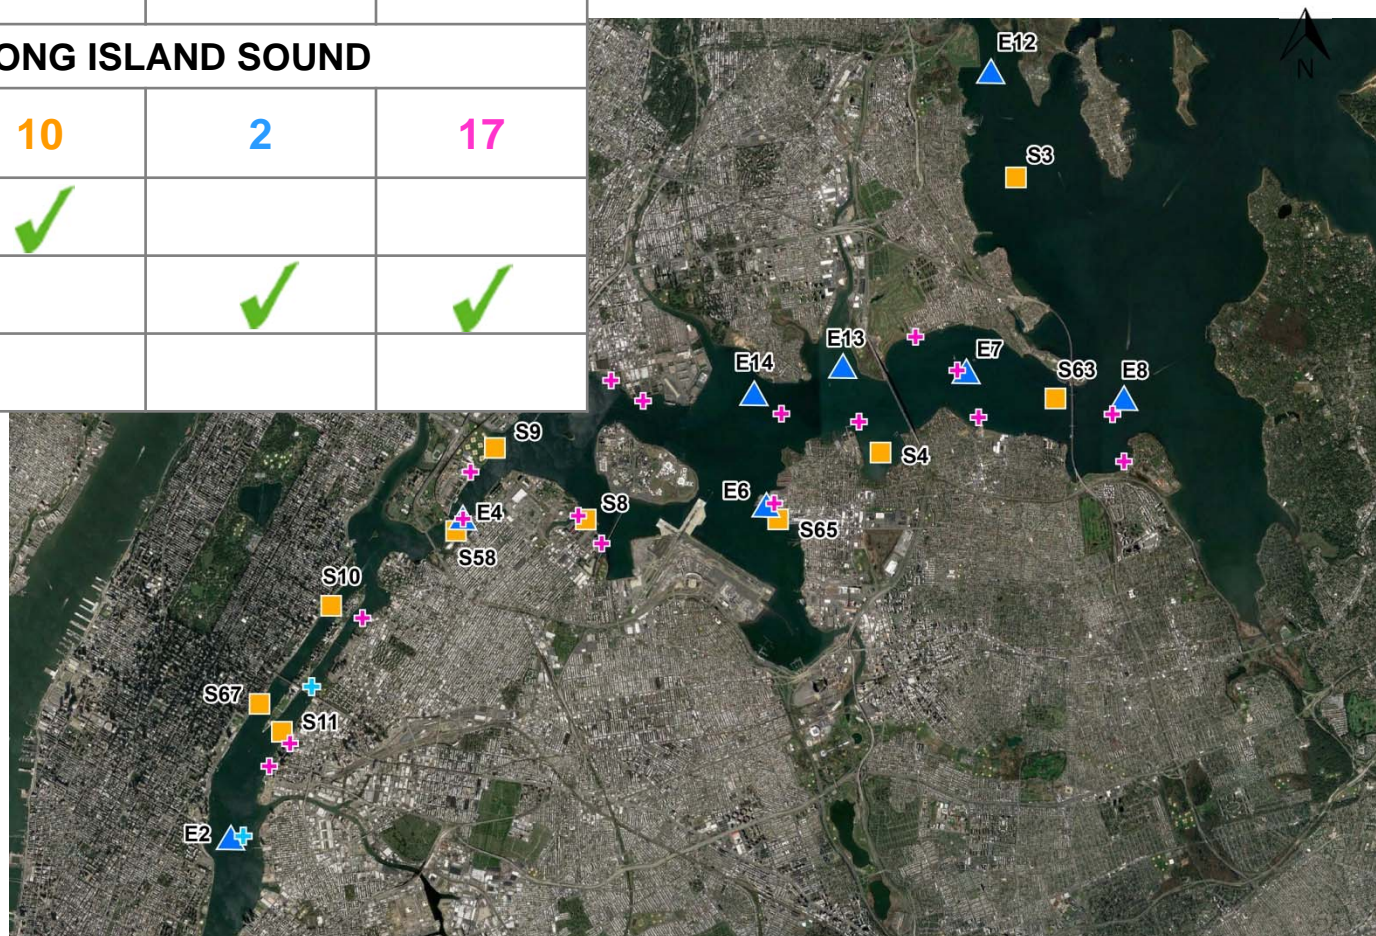 ONG ISLAND SOUND
10 2 17
E12
N
S3
E13
E7
E14
S63
E8
S9
S4
E6
S8
E4
S65
S58
S10
S67
S11
E2